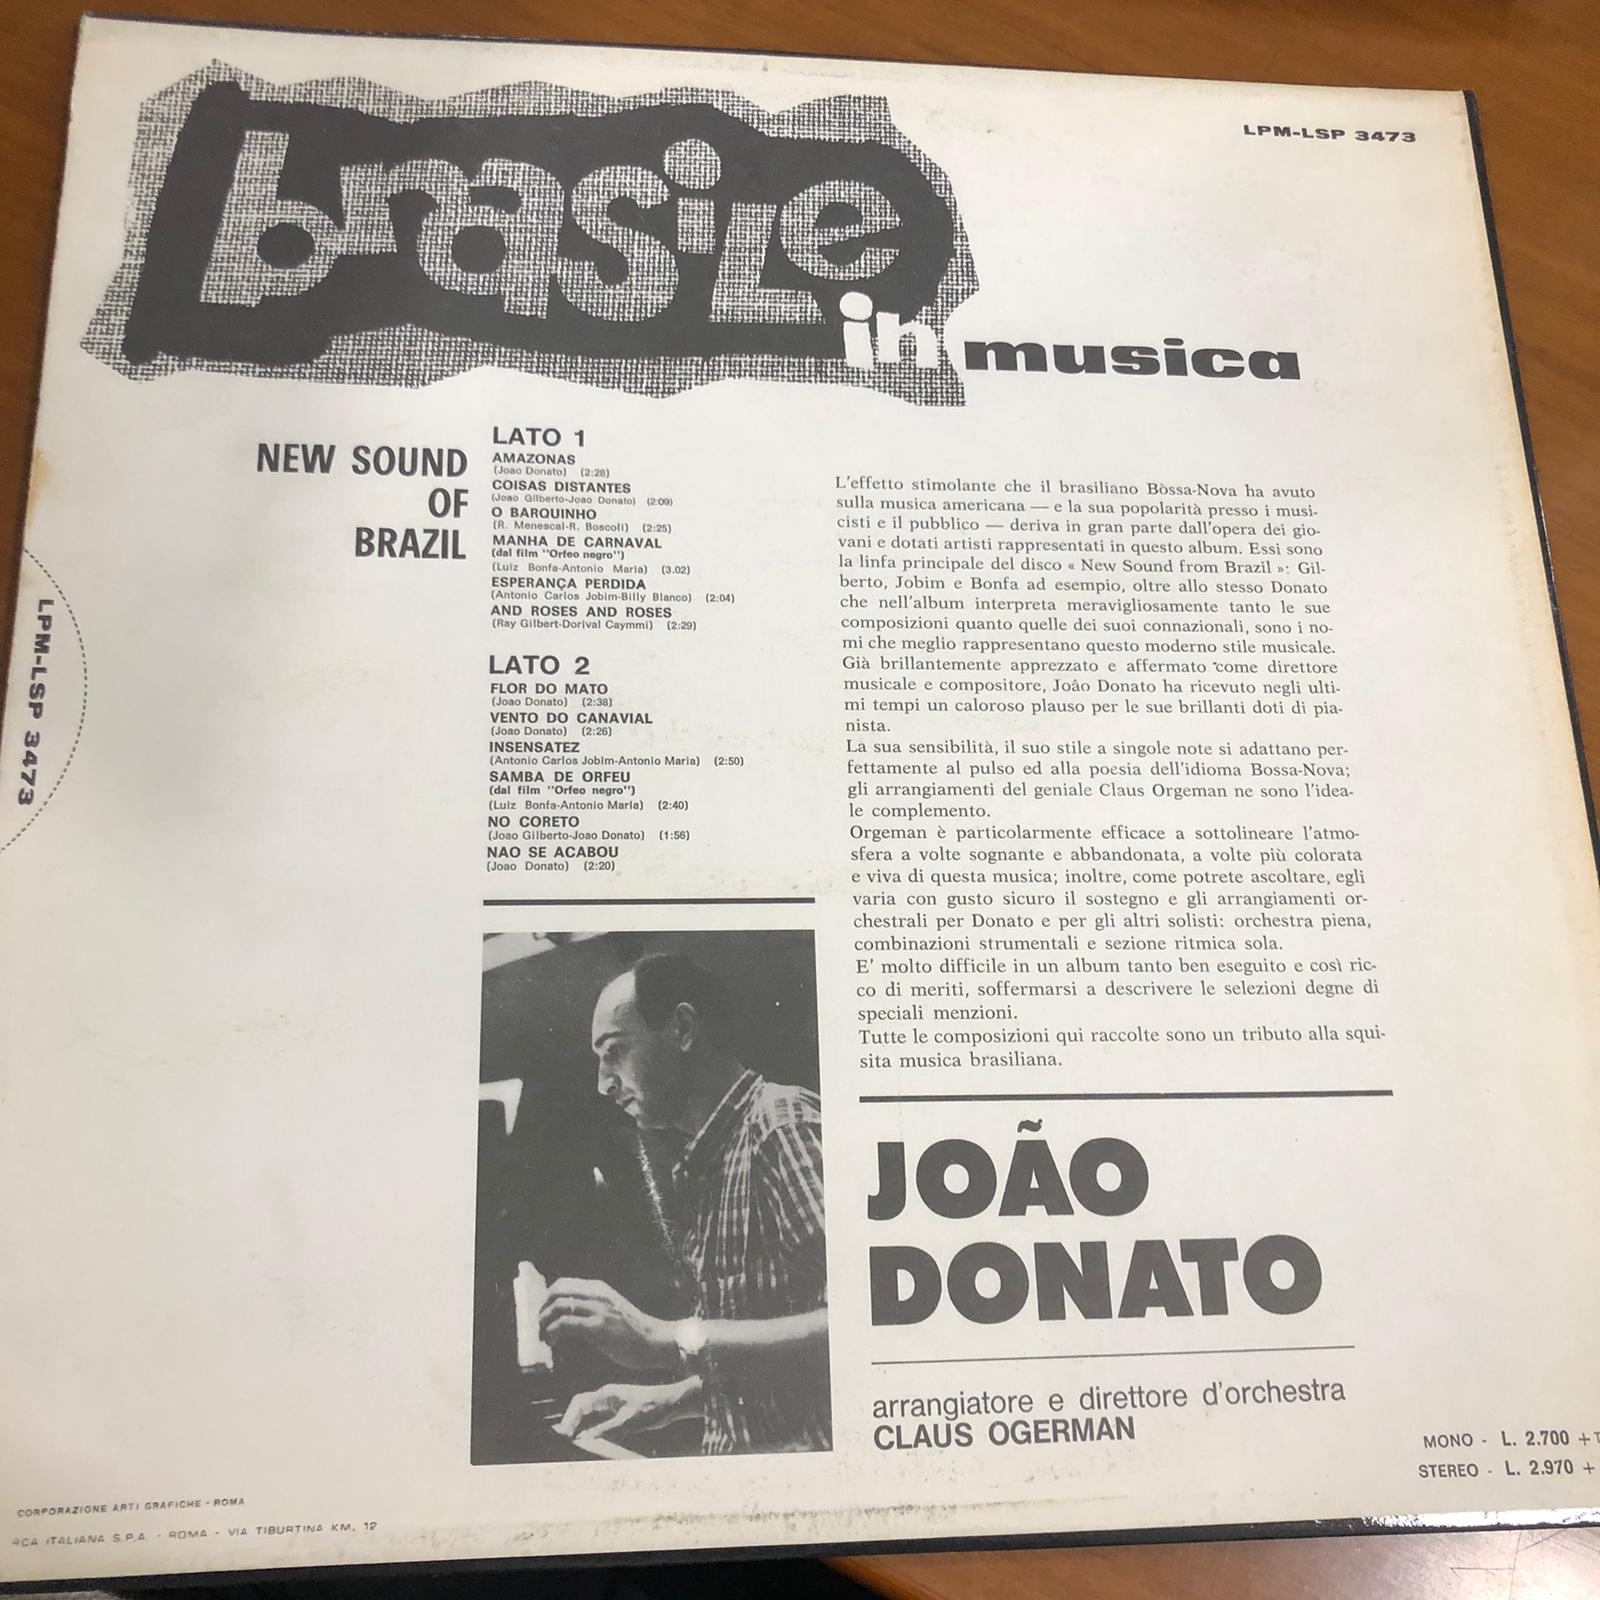 LPM-LSP 3473
brasile
in musica
NEW SOUND
OF
BRAZIL
LPM-LSP 3473
LATO 1
AMAZONAS
(Joao Donato) (2:28)
COISAS DISTANTES
(Joao Gilberto-Joao Donato) (2:09)
O BARQUINHO
(R. Menescal-R. Boscoli) (2:25)
MANHA DE CARNAVAL
(dal film "Orfeo negro")
(Luiz Bonfa-Antonio Maria) (3.02)
ESPERANÇA PERDIDA
(Antonio Carlos Jobim-Billy Blanco) (2:04)
AND ROSES AND ROSES
(Ray Gilbert-Dorival Caymmi) (2:29)
LATO 2
FLOR DO MATO
(Joao Donato) (2:38)
VENTO DO CANAVIAL
(Joao Donato) (2:26)
INSENSATEZ
(Antonio Carlos Jobim-Antonio Maria) (2:50)
SAMBA DE ORFEU
(dal film "Orfeo negro")
(Luiz Bonfa-Antonio Maria) (2:40)
NO CORETO
(Joao Gilberto-Joao Donato) (1:56)
NAO SE ACABOU
(Joao Donato) (2:20)
L'effetto stimolante che il brasiliano Bòssa-Nova ha avuto
sulla musica americana — e la sua popolarità presso i musi-
cisti e il pubblico — deriva in gran parte dall'opera dei gio-
vani e dotati artisti rappresentati in questo album. Essi sono
la linfa principale del disco « New Sound from Brazil »: Gil-
berto, Jobim e Bonfa ad esempio, oltre allo stesso Donato
che nell'album interpreta meravigliosamente tanto le sue
composizioni quanto quelle dei suoi connazionali, sono i no-
mi che meglio rappresentano questo moderno stile musicale.
Già brillantemente apprezzato e affermato come direttore
musicale e compositore, Joâo Donato ha ricevuto negli ulti-
mi tempi un caloroso plauso per le sue brillanti doti di pia-
nista.
La sua sensibilità, il suo stile a singole note si adattano per-
fettamente al pulso ed alla poesia dell'idioma Bossa-Nova;
gli arrangiamenti del geniale Claus Orgeman ne sono l'idea-
le complemento.
Orgeman è particolarmente efficace a sottolineare l'atmo-
sfera a volte sognante e abbandonata, a volte più colorata
e viva di questa musica; inoltre, come potrete ascoltare, egli
varia con gusto sicuro il sostegno e gli arrangiamenti or-
chestrali per Donato e per gli altri solisti: orchestra piena,
combinazioni strumentali e sezione ritmica sola.
E' molto difficile in un album tanto ben eseguito e così ric-
co di meriti, soffermarsi a descrivere le selezioni degne di
speciali menzioni.
Tutte le composizioni qui raccolte sono un tributo alla squi-
sita musica brasiliana.
JOÃO
DONATO
arrangiatore e direttore d'orchestra
CLAUS OGERMAN
MONO - L. 2.700 + T
STEREO - L. 2.970 +
CORPORAZIONE ARTI GRAFICHE - ROMA
RCA ITALIANA S.P.A. - ROMA - VIA TIBURTINA KM. 12